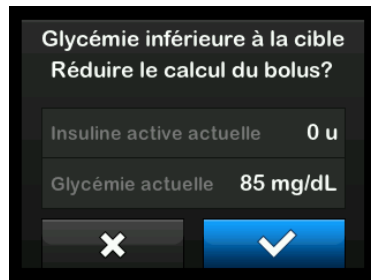 Glycémie inférieure à la cible
Réduire le calcul du bolus?
Insuline active actuelle 0 u
Glycémie actuelle 85 mg/dL